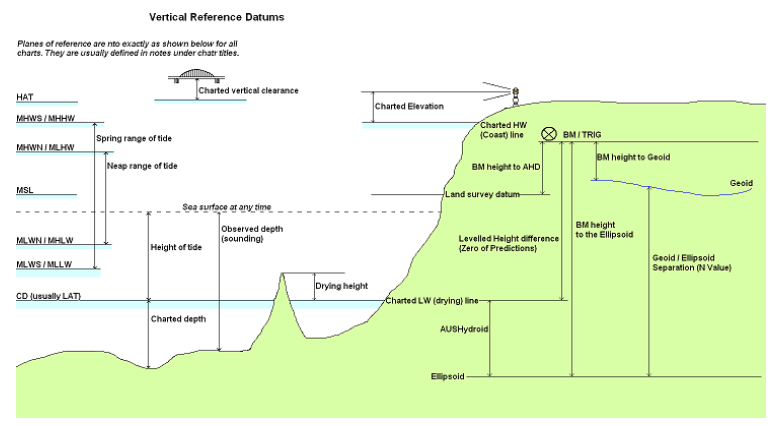 Vertical Reference Datums
Planes of reference are nto exactly as shown below for all
charts. They are usually defined in notes under chatr titles.
HAT
Charted vertical clearance
Charted Elevation
MHWS / MHHW
Spring range of tide
Charted HW
(Coast) line
BM / TRIG
MHWN / MLHW
Neap range of tide
BM height to AHD
BM height to Geoid
MSL
Land survey datum
Geoid
Sea surface at any time
Observed depth
(sounding)
Height of tide
MLWN / MHLW
Levelled Height difference
(Zero of Predictions)
BM height
to the Ellipsoid
MLWS / MLLW
Geoid / Ellipsoid
Separation (N Value)
Drying height
CD (usually LAT)
Charted LW (drying) line
Charted depth
AUSHydroid
Ellipsoid